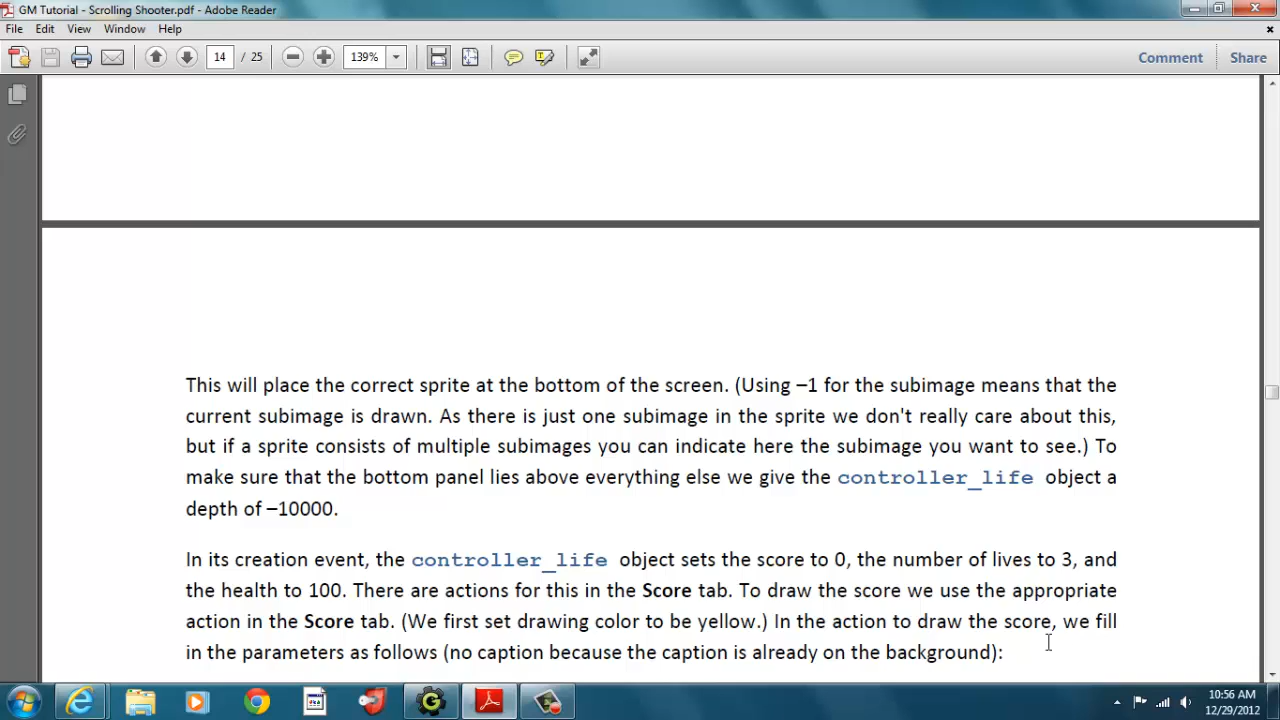 GM Tutorial - Scrolling Shooter.pdf - Adobe Reader
File Edit View Window Help
14 / 25 139% Comment Share
This will place the correct sprite at the bottom of the screen. (Using –1 for the subimage means that the
current subimage is drawn. As there is just one subimage in the sprite we don't really care about this,
but if a sprite consists of multiple subimages you can indicate here the subimage you want to see.) To
make sure that the bottom panel lies above everything else we give the controller_life object a
depth of –10000.
In its creation event, the controller_life object sets the score to 0, the number of lives to 3, and
the health to 100. There are actions for this in the Score tab. To draw the score we use the appropriate
action in the Score tab. (We first set drawing color to be yellow.) In the action to draw the score, we fill
in the parameters as follows (no caption because the caption is already on the background):
10:56 AM
12/29/2012